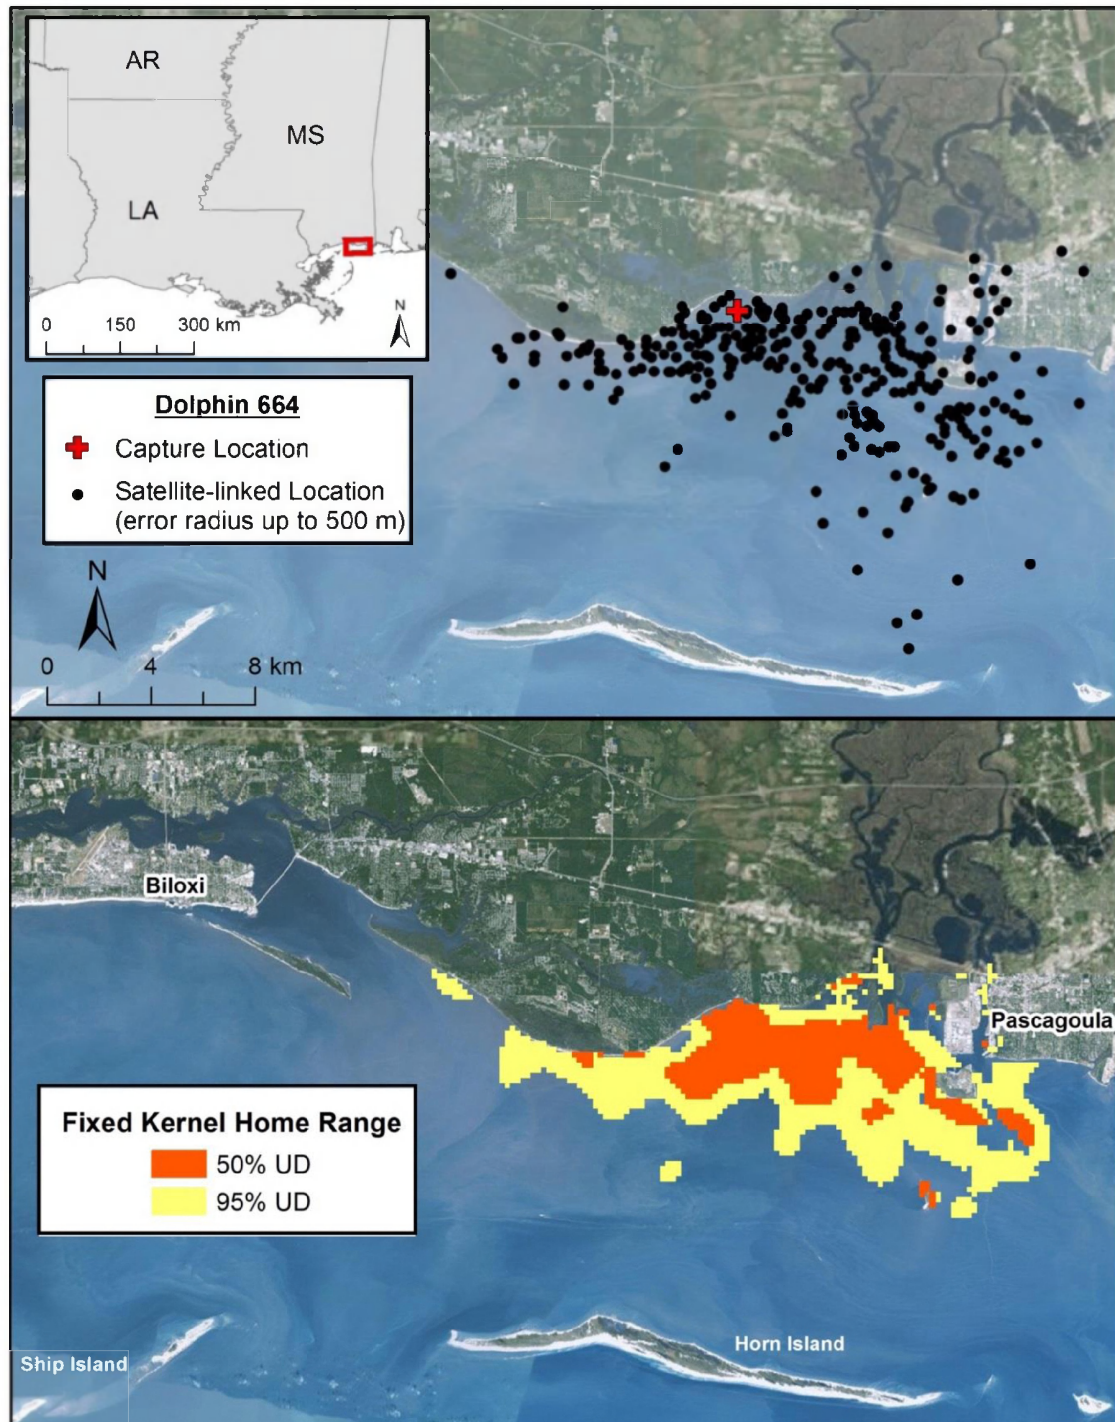 AR
MS
LA
N
0 150 300 km
Dolphin 664
Capture Location
Satellite-linked Location
(error radius up to 500 m)
N
0 4 8 km
Biloxi
Pascagoula
Fixed Kernel Home Range
50% UD
95% UD
Horn Island
Ship Island